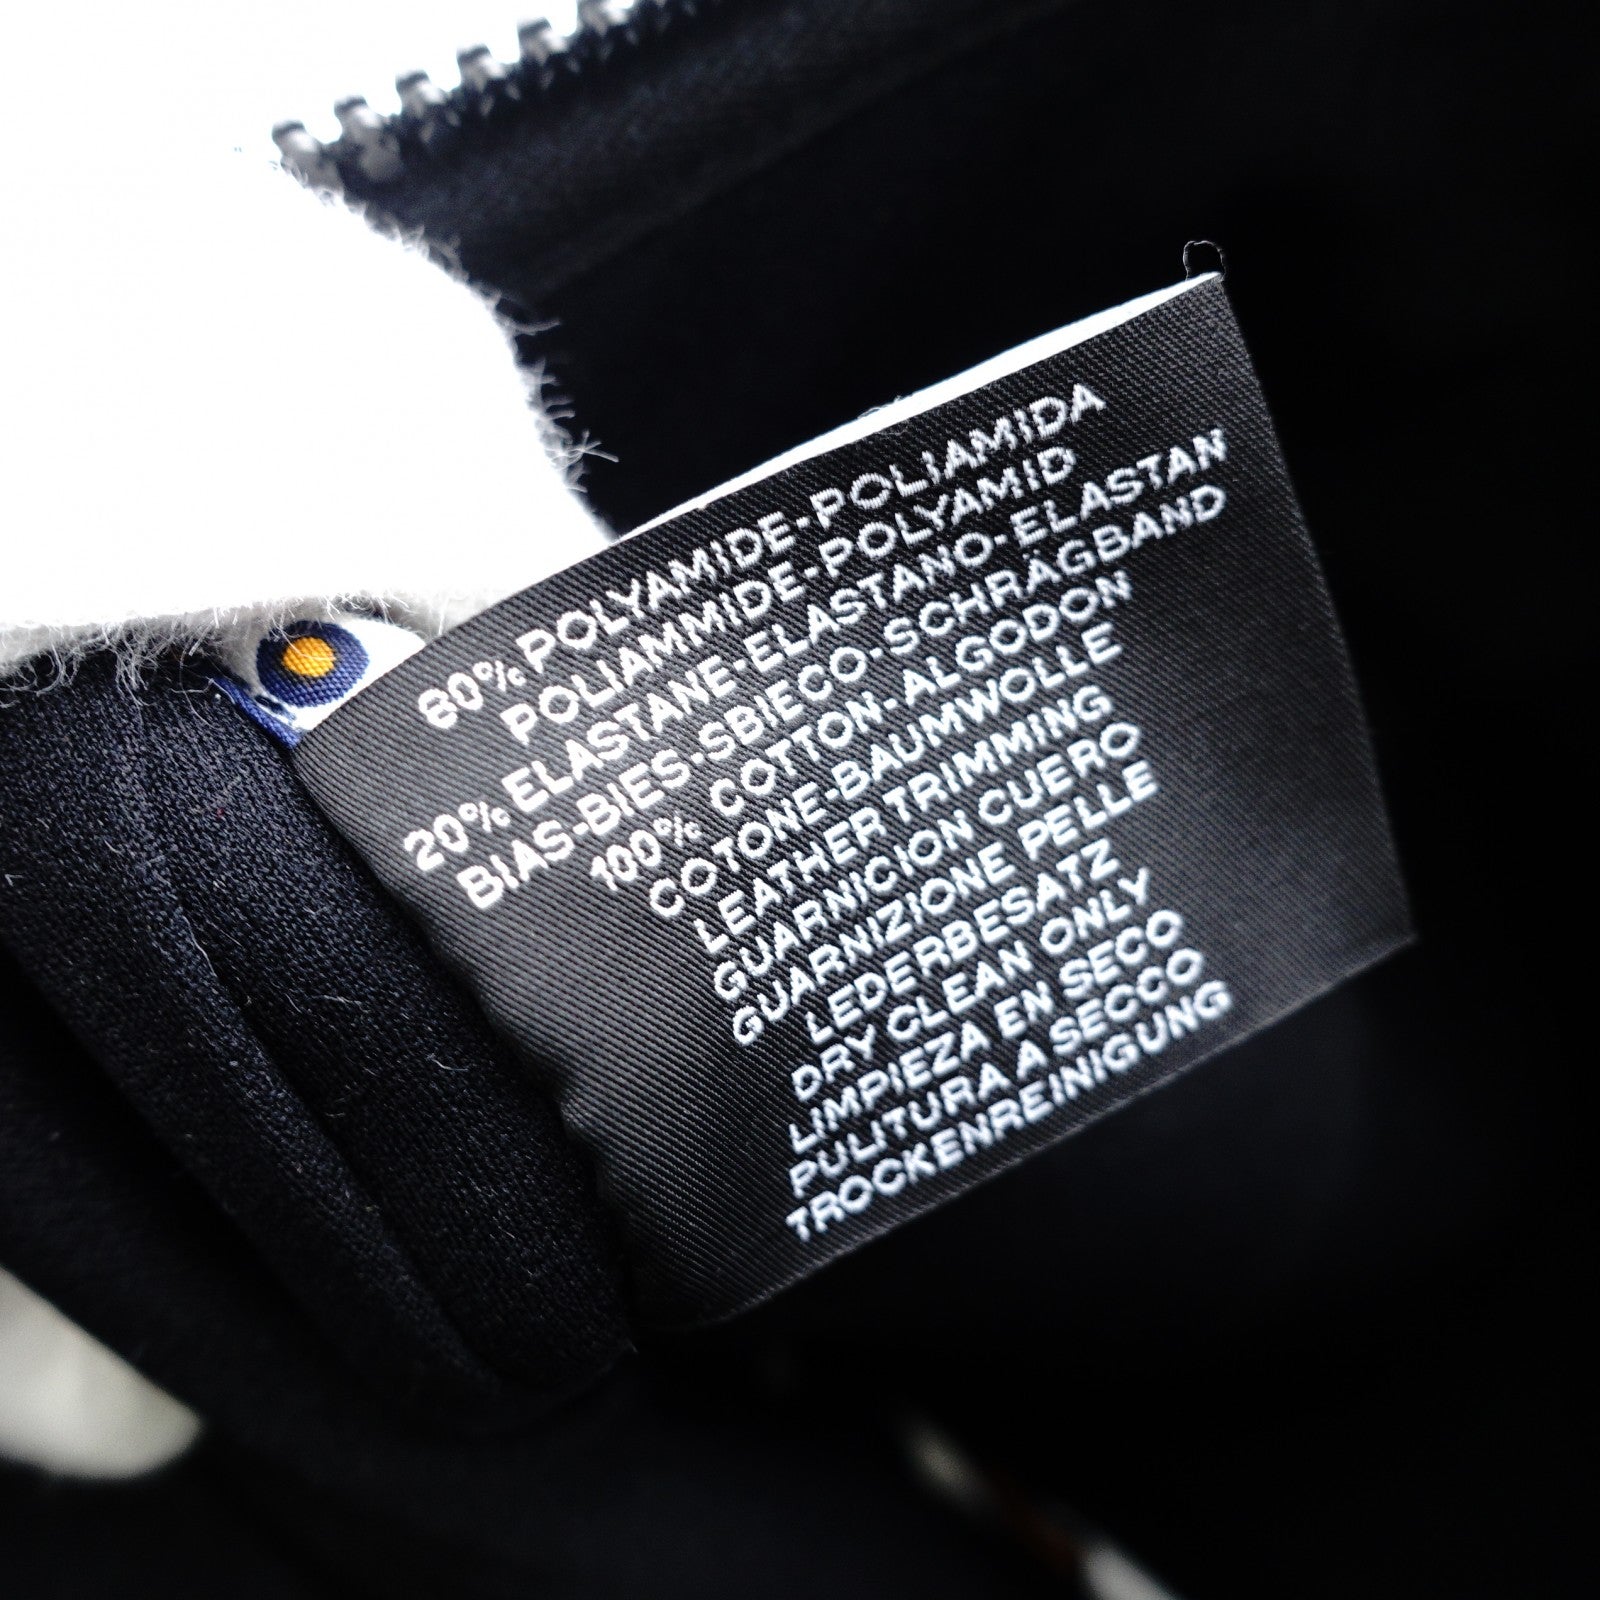 80% POLYAMIDE-POLIAMIDA
POLIAMMIDE-POLYAMID
20% ELASTANE-ELASTANO-ELASTAN
BIAS-BIES-SBIECO-SCHRÄGBAND
100% COTTON-ALGODON
COTONE-BAUMWOLLE
LEATHER TRIMMING
GUARNICION CUERO
GUARNIZIONE PELLE
LEDERBESATZ
DRY CLEAN ONLY
LIMPIEZA EN SECO
PULITURA A SECCO
TROCKENREINIGUNG